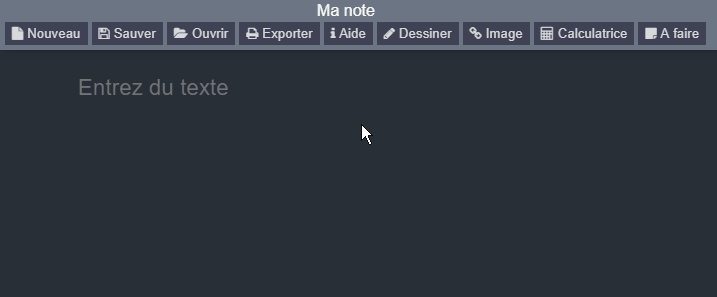 Ma note
Nouveau Sauver Ouvrir Exporter Aide Dessiner Image Calculatrice A faire
Entrez du texte